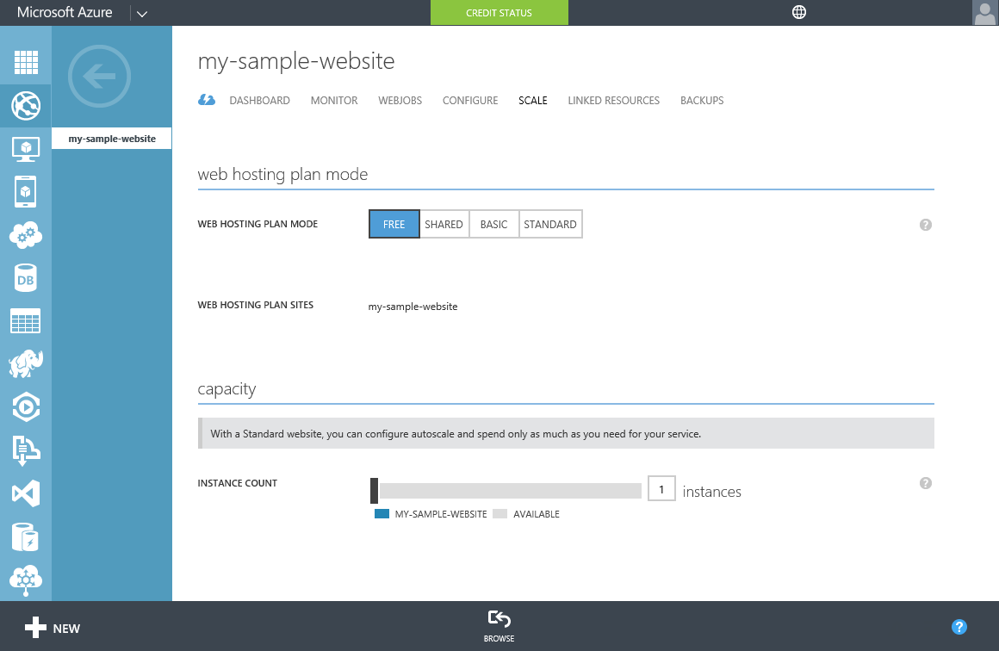 Microsoft Azure
CREDIT STATUS
my-sample-website
my-sample-website
DASHBOARD MONITOR WEBJOBS CONFIGURE SCALE LINKED RESOURCES BACKUPS
web hosting plan mode
WEB HOSTING PLAN MODE FREE SHARED BASIC STANDARD ?
DB
WEB HOSTING PLAN SITES my-sample-website
capacity
With a Standard website, you can configure autoscale and spend only as much as you need for your service.
INSTANCE COUNT 1 instances ?
MY-SAMPLE-WEBSITE AVAILABLE
NEW BROWSE ?